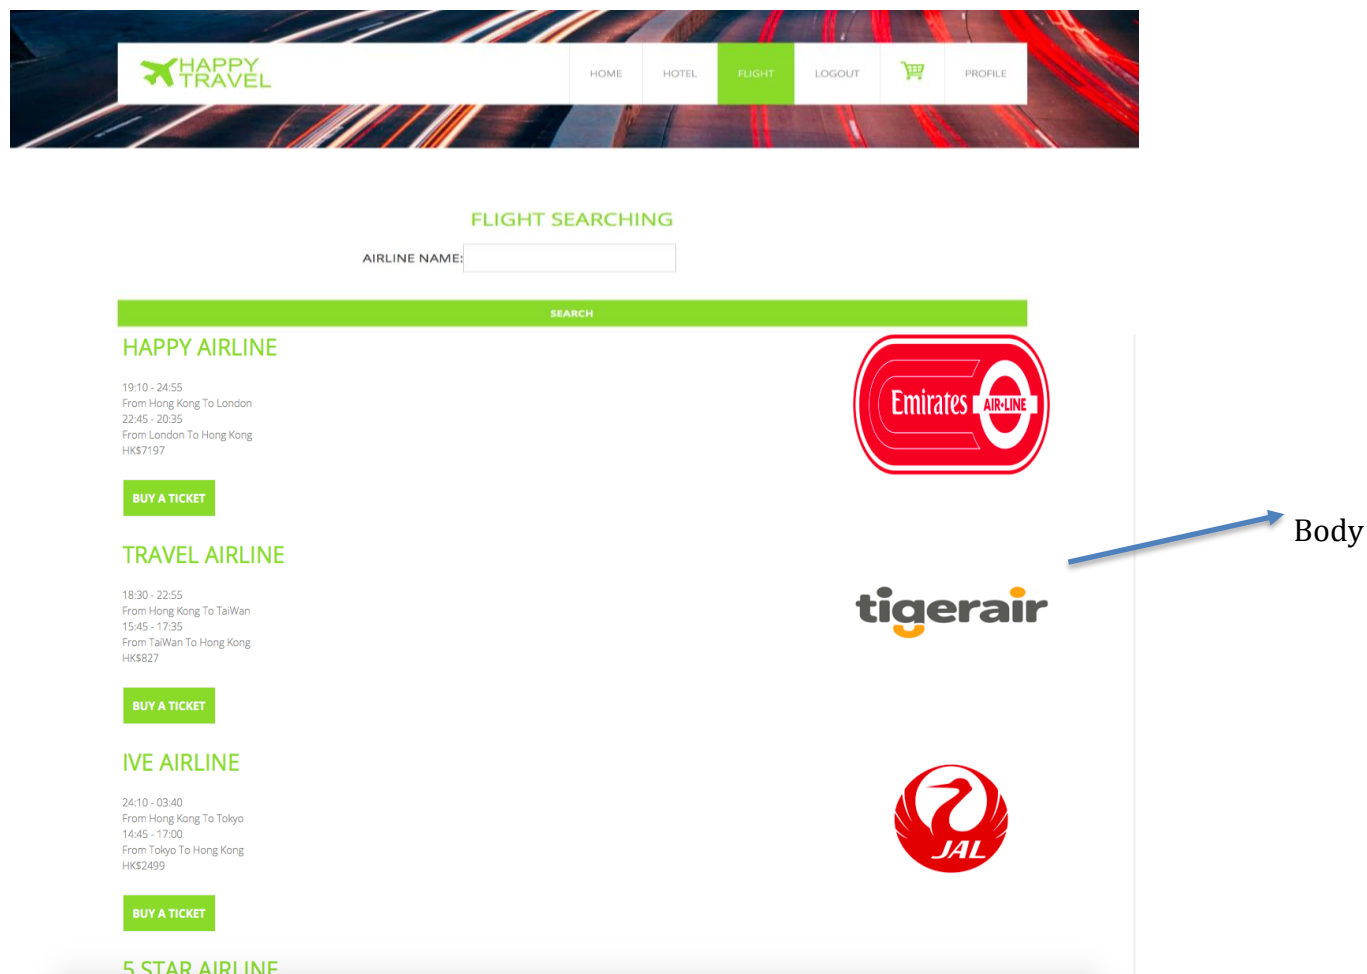 HAPPY
TRAVEL
HOME HOTEL FLIGHT LOGOUT PROFILE
FLIGHT SEARCHING
AIRLINE NAME:
SEARCH
HAPPY AIRLINE
19:10 - 24:55
From Hong Kong To London
22:45 - 20:35
From London To Hong Kong
HK$7197
BUY A TICKET
Emirates AIR•LINE
TRAVEL AIRLINE
18:30 - 22:55
From Hong Kong To TaiWan
15:45 - 17:35
From TaiWan To Hong Kong
HK$827
BUY A TICKET
tigerair
Body
IVE AIRLINE
24:10 - 03:40
From Hong Kong To Tokyo
14:45 - 17:00
From Tokyo To Hong Kong
HK$2499
BUY A TICKET
JAL
5 STAR AIRLINE